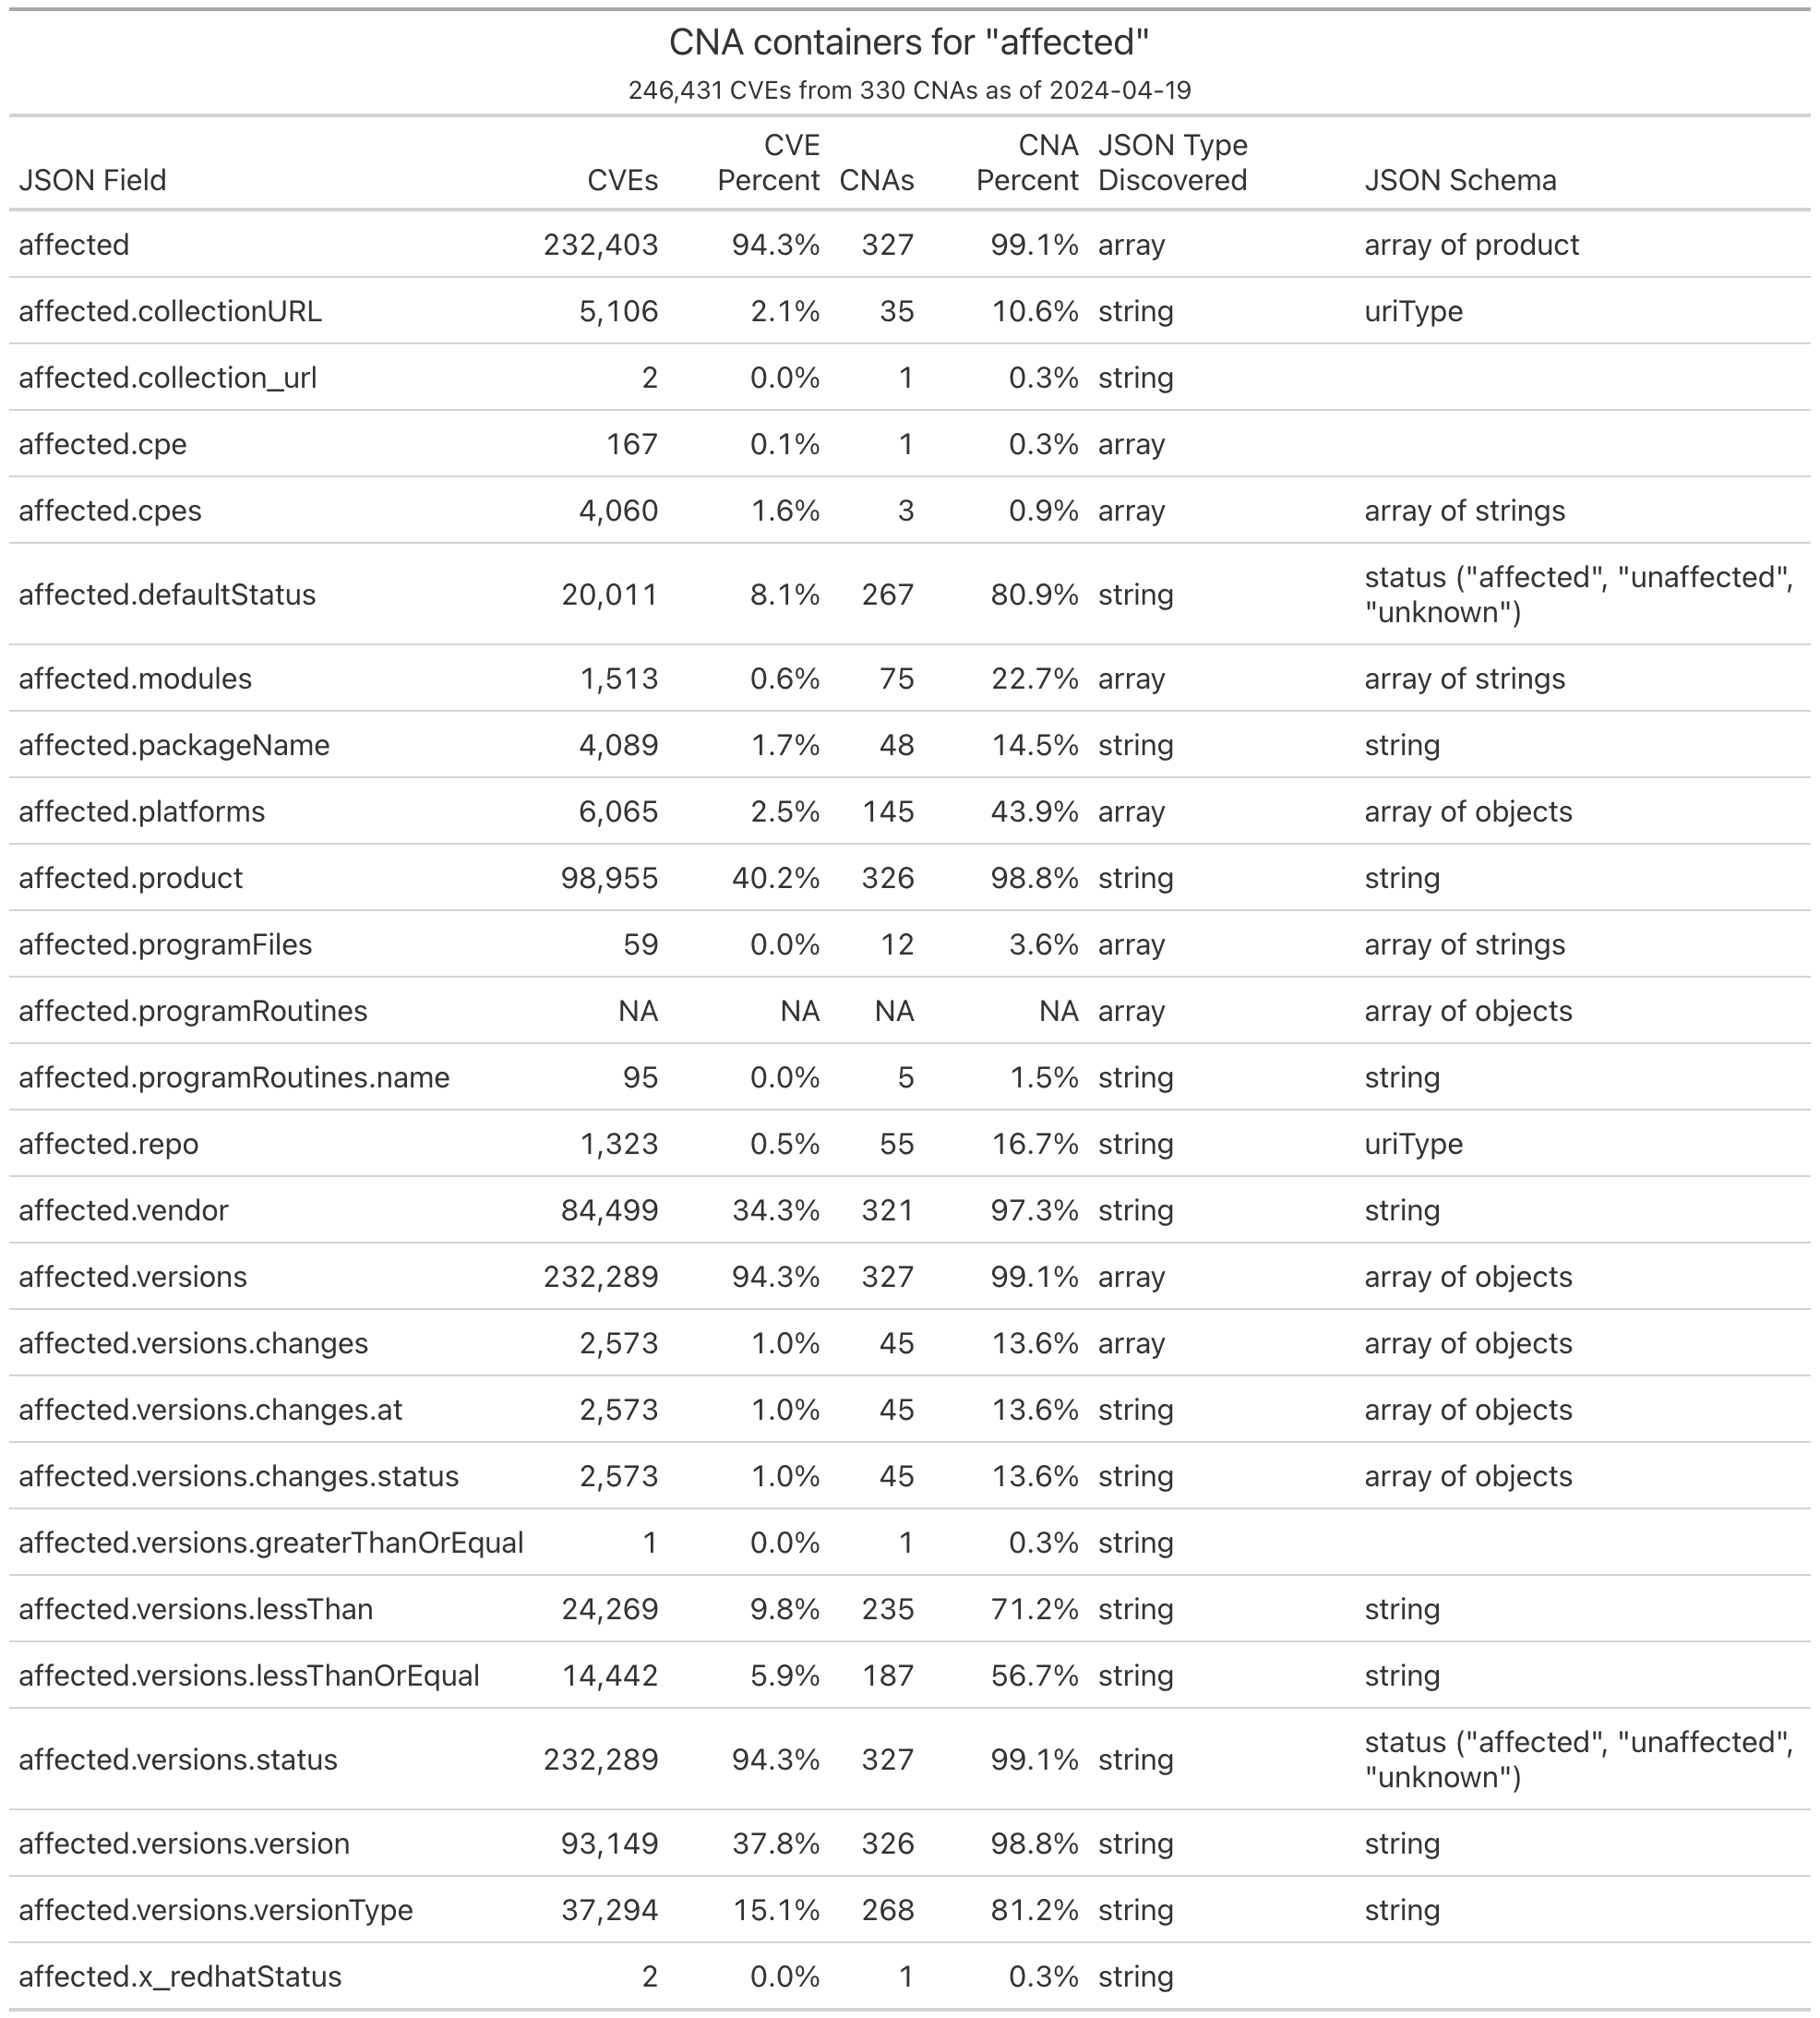 CNA containers for "affected"
246,431 CVEs from 330 CNAs as of 2024-04-19
JSON Field CVEs CVE Percent CNAs CNA Percent JSON Type Discovered JSON Schema
affected 232,403 94.3% 327 99.1% array array of product
affected.collectionURL 5,106 2.1% 35 10.6% string uriType
affected.collection_url 2 0.0% 1 0.3% string
affected.cpe 167 0.1% 1 0.3% array
affected.cpes 4,060 1.6% 3 0.9% array array of strings
affected.defaultStatus 20,011 8.1% 267 80.9% string status ("affected", "unaffected", "unknown")
affected.modules 1,513 0.6% 75 22.7% array array of strings
affected.packageName 4,089 1.7% 48 14.5% string string
affected.platforms 6,065 2.5% 145 43.9% array array of objects
affected.product 98,955 40.2% 326 98.8% string string
affected.programFiles 59 0.0% 12 3.6% array array of strings
affected.programRoutines NA NA NA NA array array of objects
affected.programRoutines.name 95 0.0% 5 1.5% string string
affected.repo 1,323 0.5% 55 16.7% string uriType
affected.vendor 84,499 34.3% 321 97.3% string string
affected.versions 232,289 94.3% 327 99.1% array array of objects
affected.versions.changes 2,573 1.0% 45 13.6% array array of objects
affected.versions.changes.at 2,573 1.0% 45 13.6% string array of objects
affected.versions.changes.status 2,573 1.0% 45 13.6% string array of objects
affected.versions.greaterThanOrEqual 1 0.0% 1 0.3% string
affected.versions.lessThan 24,269 9.8% 235 71.2% string string
affected.versions.lessThanOrEqual 14,442 5.9% 187 56.7% string string
affected.versions.status 232,289 94.3% 327 99.1% string status ("affected", "unaffected", "unknown")
affected.versions.version 93,149 37.8% 326 98.8% string string
affected.versions.versionType 37,294 15.1% 268 81.2% string string
affected.x_redhatStatus 2 0.0% 1 0.3% string